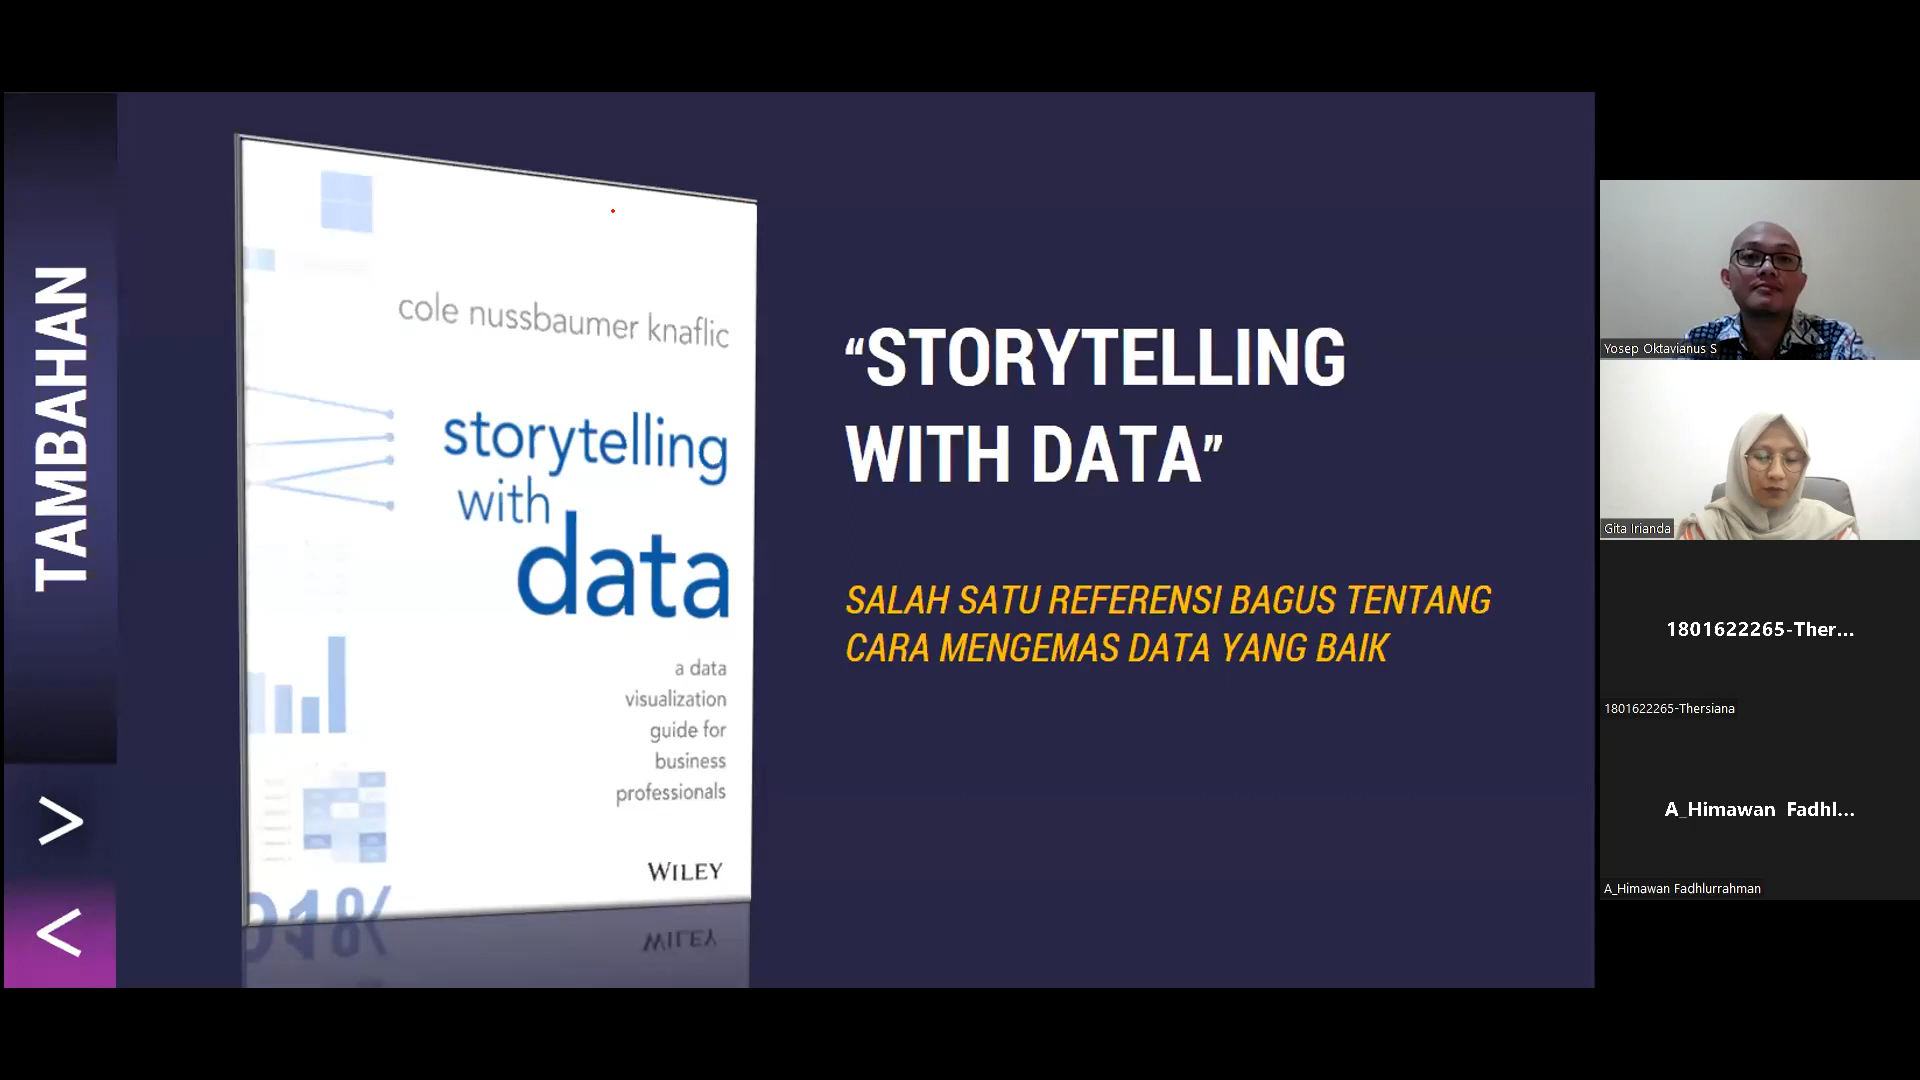 TAMBAHAN
cole nussbaumer knaflic
storytelling
with
data
a data
visualization
guide for
business
professionals
WILEY
WILEY
“STORYTELLING
WITH DATA”
SALAH SATU REFERENSI BAGUS TENTANG
CARA MENGEMAS DATA YANG BAIK
Yosep Oktavianus S
Gita Irianda
1801622265-Ther...
1801622265-Thersiana
A_Himawan Fadhl...
A_Himawan Fadhlurrahman